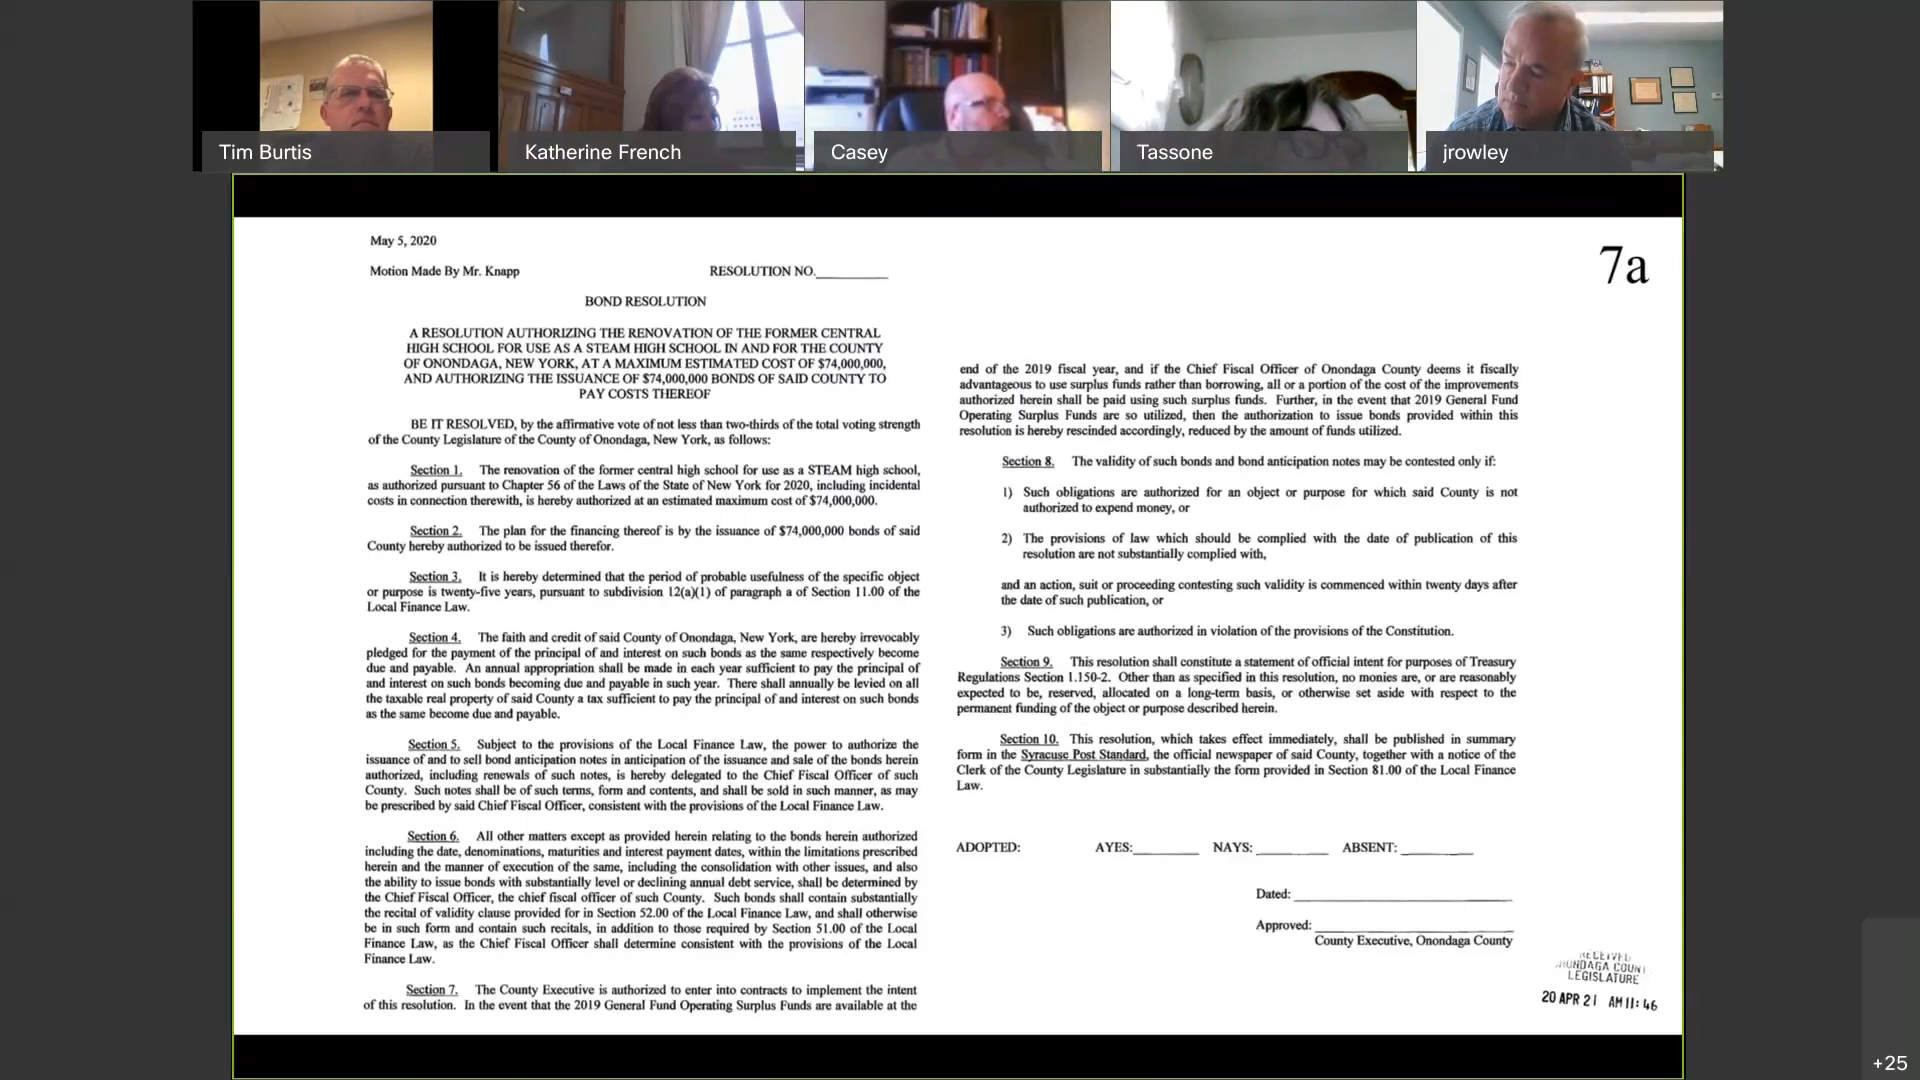 Tim Burtis
Katherine French
Casey
Tassone
jrowley
May 5, 2020
7a
Motion Made By Mr. Knapp RESOLUTION NO.__________
BOND RESOLUTION
A RESOLUTION AUTHORIZING THE RENOVATION OF THE FORMER CENTRAL
HIGH SCHOOL FOR USE AS A STEAM HIGH SCHOOL IN AND FOR THE COUNTY
OF ONONDAGA, NEW YORK, AT A MAXIMUM ESTIMATED COST OF $74,000,000,
AND AUTHORIZING THE ISSUANCE OF $74,000,000 BONDS OF SAID COUNTY TO
PAY COSTS THEREOF
BE IT RESOLVED, by the affirmative vote of not less than two-thirds of the total voting strength
of the County Legislature of the County of Onondaga, New York, as follows:
Section 1. The renovation of the former central high school for use as a STEAM high school,
as authorized pursuant to Chapter 56 of the Laws of the State of New York for 2020, including incidental
costs in connection therewith, is hereby authorized at an estimated maximum cost of $74,000,000.
Section 2. The plan for the financing thereof is by the issuance of $74,000,000 bonds of said
County hereby authorized to be issued therefor.
Section 3. It is hereby determined that the period of probable usefulness of the specific object
or purpose is twenty-five years, pursuant to subdivision 12(a)(1) of paragraph a of Section 11.00 of the
Local Finance Law.
Section 4. The faith and credit of said County of Onondaga, New York, are hereby irrevocably
pledged for the payment of the principal of and interest on such bonds as the same respectively become
due and payable. An annual appropriation shall be made in each year sufficient to pay the principal of
and interest on such bonds becoming due and payable in such year. There shall annually be levied on all
the taxable real property of said County a tax sufficient to pay the principal of and interest on such bonds
as the same become due and payable.
Section 5. Subject to the provisions of the Local Finance Law, the power to authorize the
issuance of and to sell bond anticipation notes in anticipation of the issuance and sale of the bonds herein
authorized, including renewals of such notes, is hereby delegated to the Chief Fiscal Officer of such
County. Such notes shall be of such terms, form and contents, and shall be sold in such manner, as may
be prescribed by said Chief Fiscal Officer, consistent with the provisions of the Local Finance Law.
Section 6. All other matters except as provided herein relating to the bonds herein authorized
including the date, denominations, maturities and interest payment dates, within the limitations prescribed
herein and the manner of execution of the same, including the consolidation with other issues, and also
the ability to issue bonds with substantially level or declining annual debt service, shall be determined by
the Chief Fiscal Officer, the chief fiscal officer of such County. Such bonds shall contain substantially
the recital of validity clause provided for in Section 52.00 of the Local Finance Law, and shall otherwise
be in such form and contain such recitals, in addition to those required by Section 51.00 of the Local
Finance Law, as the Chief Fiscal Officer shall determine consistent with the provisions of the Local
Finance Law.
Section 7. The County Executive is authorized to enter into contracts to implement the intent
of this resolution. In the event that the 2019 General Fund Operating Surplus Funds are available at the
end of the 2019 fiscal year, and if the Chief Fiscal Officer of Onondaga County deems it fiscally
advantageous to use surplus funds rather than borrowing, all or a portion of the cost of the improvements
authorized herein shall be paid using such surplus funds. Further, in the event that 2019 General Fund
Operating Surplus Funds are so utilized, then the authorization to issue bonds provided within this
resolution is hereby rescinded accordingly, reduced by the amount of funds utilized.
Section 8. The validity of such bonds and bond anticipation notes may be contested only if:
1) Such obligations are authorized for an object or purpose for which said County is not
authorized to expend money, or
2) The provisions of law which should be complied with the date of publication of this
resolution are not substantially complied with,
and an action, suit or proceeding contesting such validity is commenced within twenty days after
the date of such publication, or
3) Such obligations are authorized in violation of the provisions of the Constitution.
Section 9. This resolution shall constitute a statement of official intent for purposes of Treasury
Regulations Section 1.150-2. Other than as specified in this resolution, no monies are, or are reasonably
expected to be, reserved, allocated on a long-term basis, or otherwise set aside with respect to the
permanent funding of the object or purpose described herein.
Section 10. This resolution, which takes effect immediately, shall be published in summary
form in the Syracuse Post Standard, the official newspaper of said County, together with a notice of the
Clerk of the County Legislature in substantially the form provided in Section 81.00 of the Local Finance
Law.
ADOPTED: AYES:_________ NAYS: __________ ABSENT: __________
Dated: ______________________________
Approved: ___________________________
County Executive, Onondaga County
RECEIVED
ONONDAGA COUNTY
LEGISLATURE
20 APR 21 AM 11:46
+25